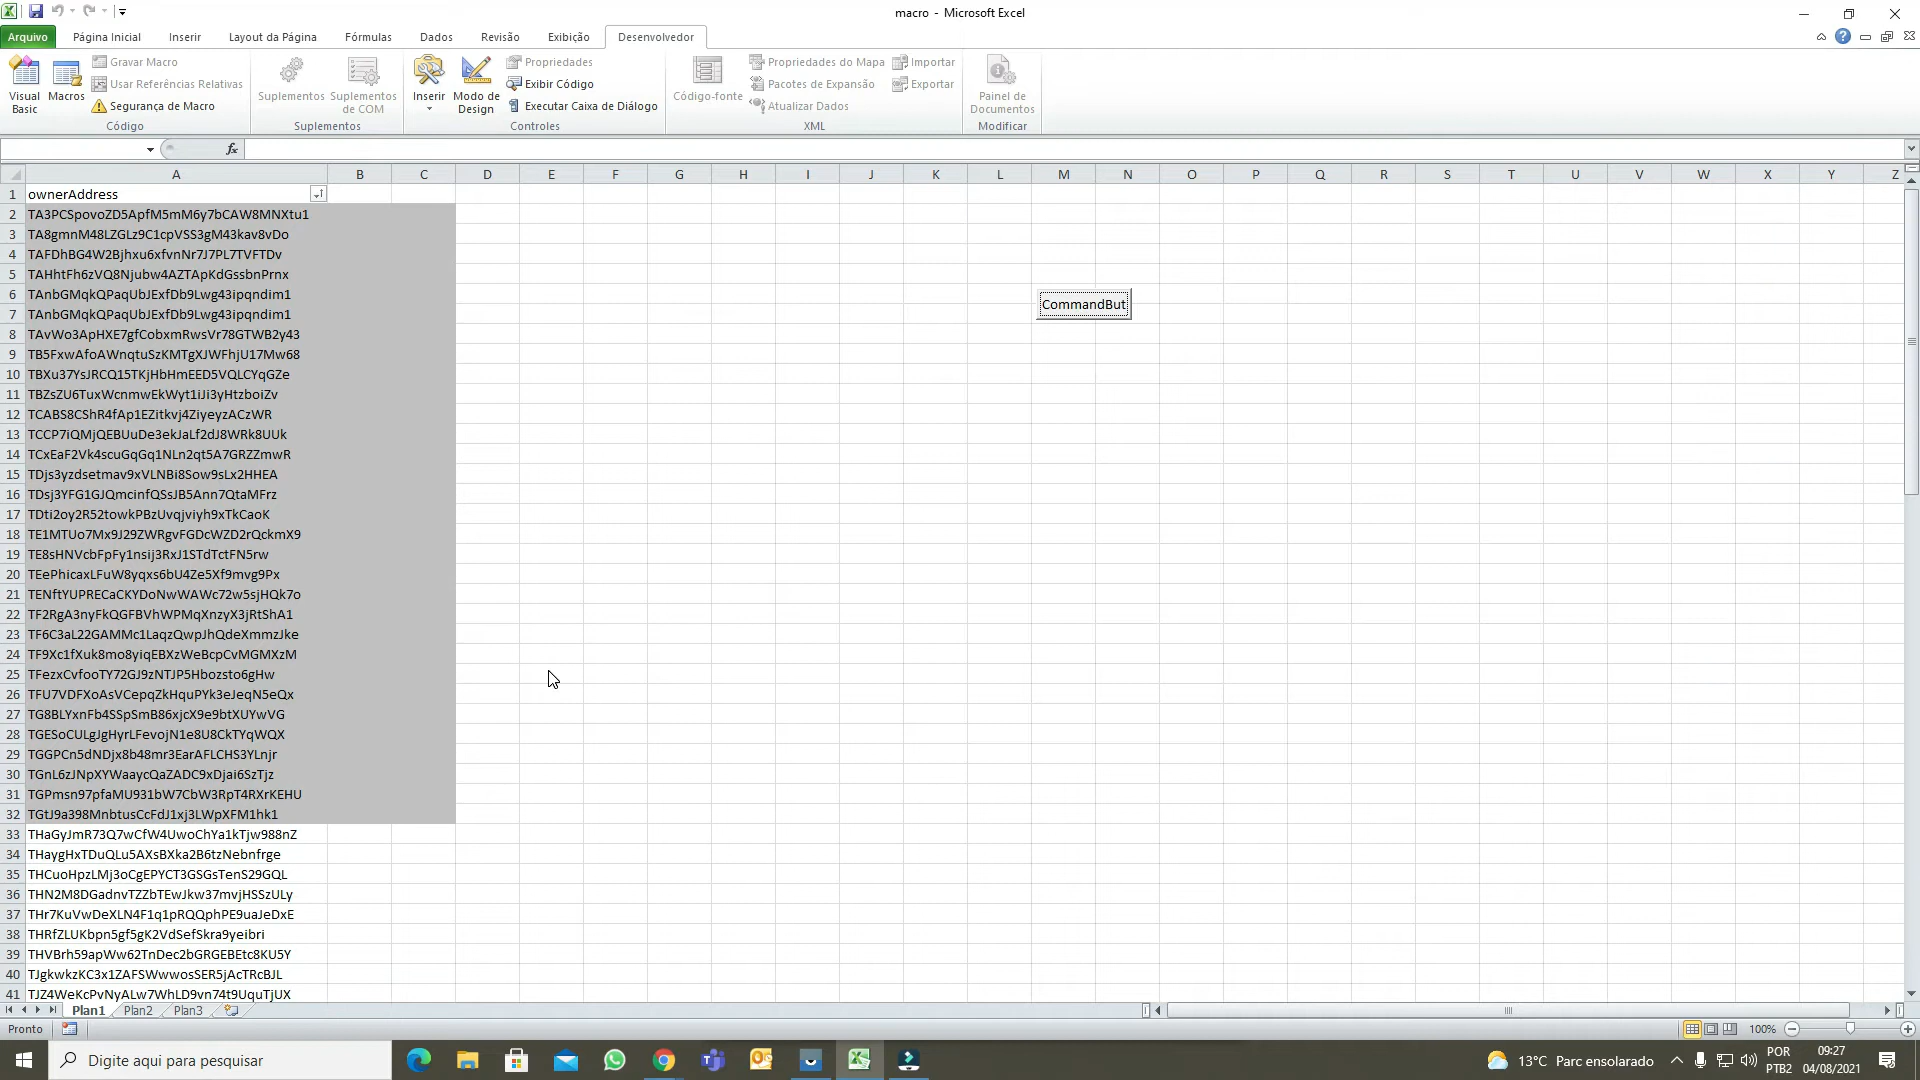 macro - Microsoft Excel
Arquivo Página Inicial Inserir Layout da Página Fórmulas Dados Revisão Exibição Desenvolvedor
Visual Basic
Macros
Gravar Macro
Usar Referências Relativas
Segurança de Macro
Código
Suplementos
Suplementos de COM
Suplementos
Inserir
Modo de Design
Propriedades
Exibir Código
Executar Caixa de Diálogo
Controles
Código-fonte
Propriedades do Mapa
Pacotes de Expansão
Atualizar Dados
Importar
Exportar
XML
Painel de Documentos
Modificar
fx
A B C D E F G H I J K L M N O P Q R S T U V W X Y Z
1 ownerAddress
2 TA3PCSpovoZD5ApfM5mM6y7bCAW8MNXtu1
3 TA8gmnM48LZGLz9C1cpVSS3gM43kav8vDo
4 TAFDhBG4W2Bjhxu6xfvnNr7J7PL7TVFTDv
5 TAHhtFh6zVQ8Njubw4AZTApKdGssbnPrnx
6 TAnbGMqkQPaqUbJExfDb9Lwg43ipqndim1
7 TAnbGMqkQPaqUbJExfDb9Lwg43ipqndim1
8 TAvWo3ApHXE7gfCobxmRwsVr78GTWB2y43
9 TB5FxwAfoAWnqtuSzKMTgXJWFhjU17Mw68
10 TBXu37YsJRCQ15TKjHbHmEED5VQLCYqGZe
11 TBZsZU6TuxWcnmwEkWyt1iJi3yHtzboiZv
12 TCABS8CShR4fAp1EZitkvj4ZiyeyzACzWR
13 TCCP7iQMjQEBUuDe3ekJaLf2dJ8WRk8UUk
14 TCxEaF2Vk4scuGqGq1NLn2qt5A7GRZZmwR
15 TDjs3yzdsetmav9xVLNBi8Sow9sLx2HHEA
16 TDsj3YFG1GJQmcinfQSsJB5Ann7QtaMFrz
17 TDti2oy2R52towkPBzUvqjviyh9xTkCaoK
18 TE1MTUo7Mx9J29ZWRgvFGDcWZD2rQckmX9
19 TE8sHNVcbFpFy1nsij3RxJ1STdTctFN5rw
20 TEePhicaxLFuW8yqxs6bU4Ze5Xf9mvg9Px
21 TENftYUPRECaCKYDoNwWAWc72w5sjHQk7o
22 TF2RgA3nyFkQGFBVhWPMqXnzyX3jRtShA1
23 TF6C3aL22GAMMc1LaqzQwpJhQdeXmmzJke
24 TF9Xc1fXuk8mo8yiqEBXzWeBcpCvMGMXzM
25 TFezxCvfooTY72GJ9zNTJP5Hbozsto6gHw
26 TFU7VDFXoAsVCepqZkHquPYk3eJeqN5eQx
27 TG8BLYxnFb4SSpSmB86xjcX9e9btXUYwVG
28 TGESoCULgJgHyrLFevojN1e8U8CkTYqWQX
29 TGGPCn5dNDjx8b48mr3EarAFLCHS3YLnjr
30 TGnL6zJNpXYWaaycQaZADC9xDjai6SzTjz
31 TGPmsn97pfaMU931bW7CbW3RpT4RXrKEHU
32 TGtJ9a398MnbtusCcFdJ1xj3LWpXFM1hk1
33 THaGyJmR73Q7wCfW4UwoChYa1kTjw988nZ
34 THaygHxTDuQLu5AXsBXka2B6tzNebnfrge
35 THCuoHpzLMj3oCgEPYCT3GSGsTenS29GQL
36 THN2M8DGadnvTZZbTEwJkw37mvjHSSzULy
37 THr7KuVwDeXLN4F1q1pRQQphPE9uaJeDxE
38 THRfZLUKbpn5gf5gK2VdSefSkra9yeibri
39 THVBrh59apWw62TnDec2bGRGEBEtc8KU5Y
40 TJgkwkzKC3x1ZAFSWwwosSER5jAcTRcBJL
41 TJZ4WeKcPvNyALw7WhLD9vn74t9UquTjUX
CommandBut
Plan1 Plan2 Plan3
Pronto
100%
Digite aqui para pesquisar
13°C Parc ensolarado
POR
PTB2
09:27
04/08/2021